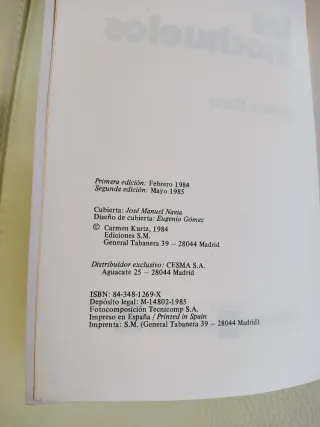 Primera edición: Febrero 1984
Segunda edición: Mayo 1985
Cubierta: José Manuel Navia
Diseño de cubierta: Eugenio Gómez
© Carmen Kurtz, 1984
Ediciones S.M.
General Tabanera 39 – 28044 Madrid
Distribuidor exclusivo: CESMA S.A.
Aguacate 25 – 28044 Madrid
ISBN: 84-348-1269-X
Depósito legal: M-14802-1985
Fotocomposición Tecnicomp S.A.
Impreso en España / Printed in Spain
Imprenta: S.M. (General Tabanera 39 – 28044 Madrid)